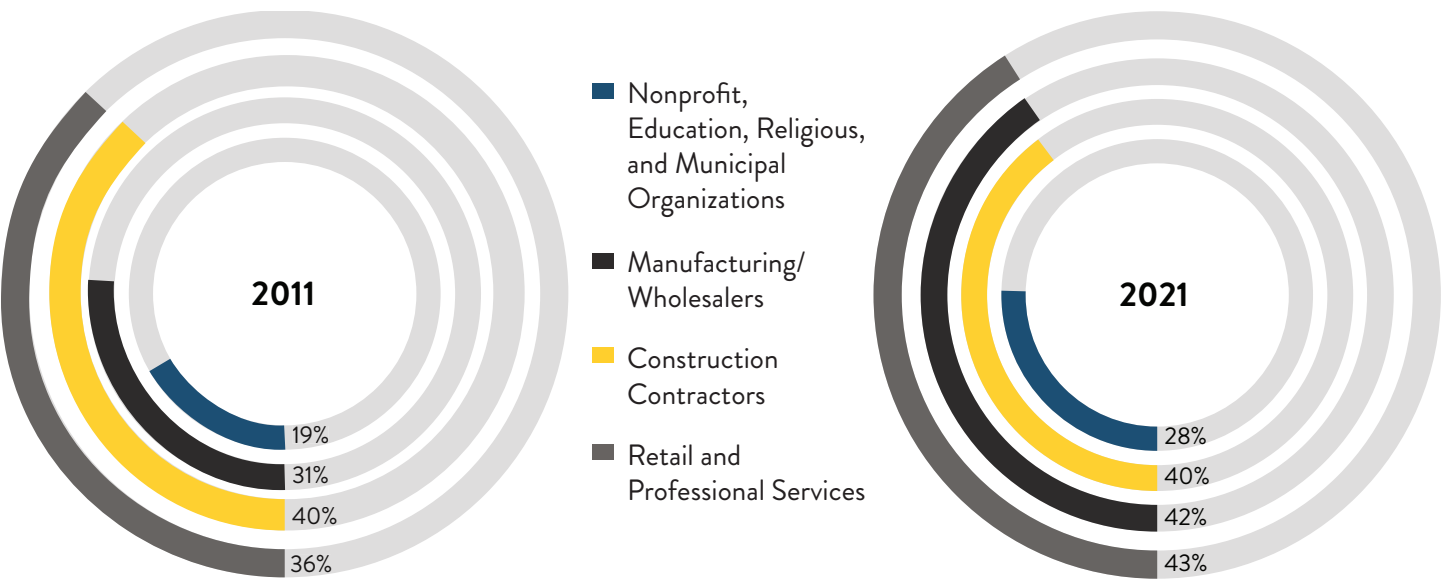 2011
19%
31%
40%
36%
Nonprofit,
Education, Religious,
and Municipal
Organizations
Manufacturing/
Wholesalers
Construction
Contractors
Retail and
Professional Services
2021
28%
40%
42%
43%